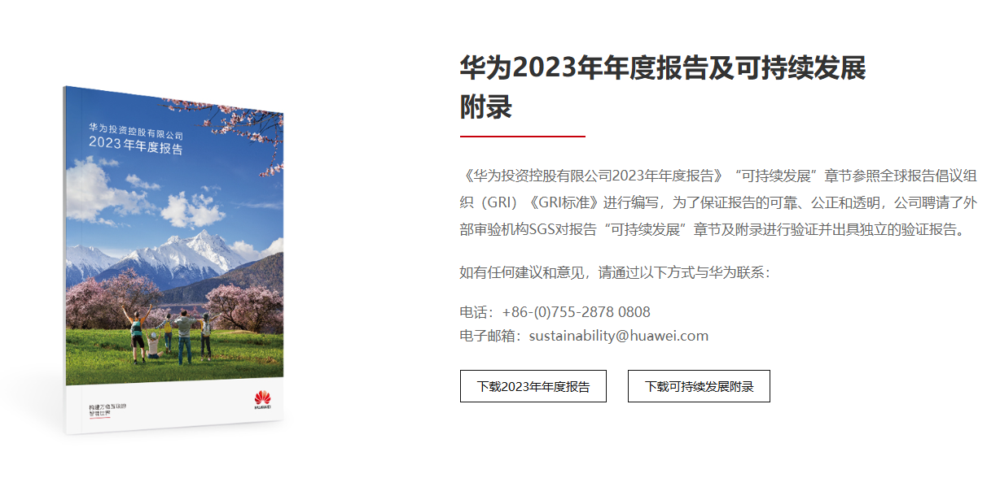 华为投资控股有限公司
2023年年度报告
构建万物互联的
智能世界
HUAWEI
华为2023年年度报告及可持续发展
附录
《华为投资控股有限公司2023年年度报告》“可持续发展”章节参照全球报告倡议组
织（GRI）《GRI标准》进行编写，为了保证报告的可靠、公正和透明，公司聘请了外
部审验机构SGS对报告“可持续发展”章节及附录进行验证并出具独立的验证报告。
如有任何建议和意见，请通过以下方式与华为联系：
电话：+86-(0)755-2878 0808
电子邮箱：sustainability@huawei.com
下载2023年年度报告
下载可持续发展附录